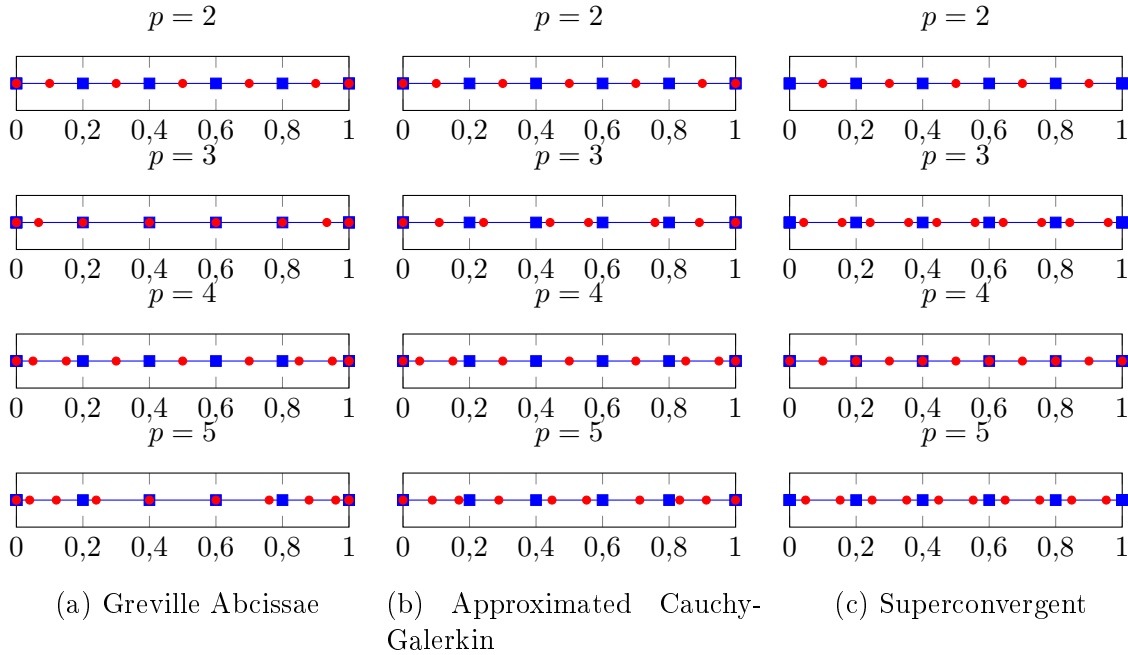 p = 2
p = 2
p = 2
0 0,2 0,4 0,6 0,8 1
0 0,2 0,4 0,6 0,8 1
0 0,2 0,4 0,6 0,8 1
p = 3
p = 3
p = 3
0 0,2 0,4 0,6 0,8 1
0 0,2 0,4 0,6 0,8 1
0 0,2 0,4 0,6 0,8 1
p = 4
p = 4
p = 4
0 0,2 0,4 0,6 0,8 1
0 0,2 0,4 0,6 0,8 1
0 0,2 0,4 0,6 0,8 1
p = 5
p = 5
p = 5
0 0,2 0,4 0,6 0,8 1
0 0,2 0,4 0,6 0,8 1
0 0,2 0,4 0,6 0,8 1
(a) Greville Abcissae
(b) Approximated Cauchy-
Galerkin
(c) Superconvergent